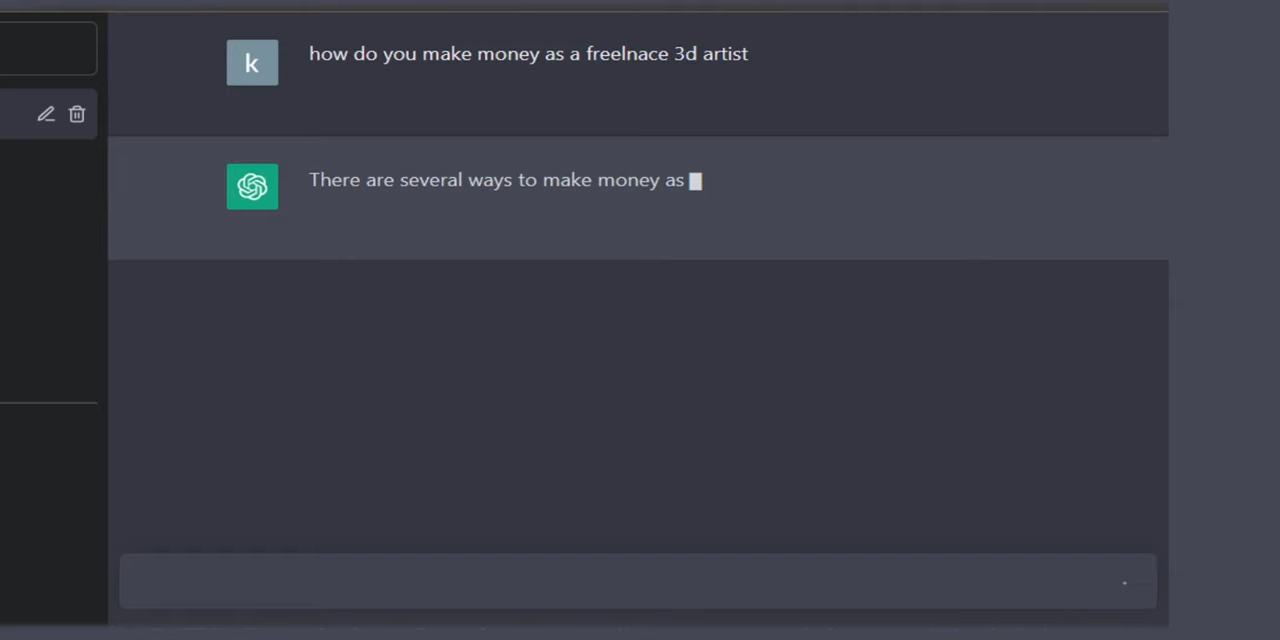 k
how do you make money as a freelnace 3d artist
There are several ways to make money as